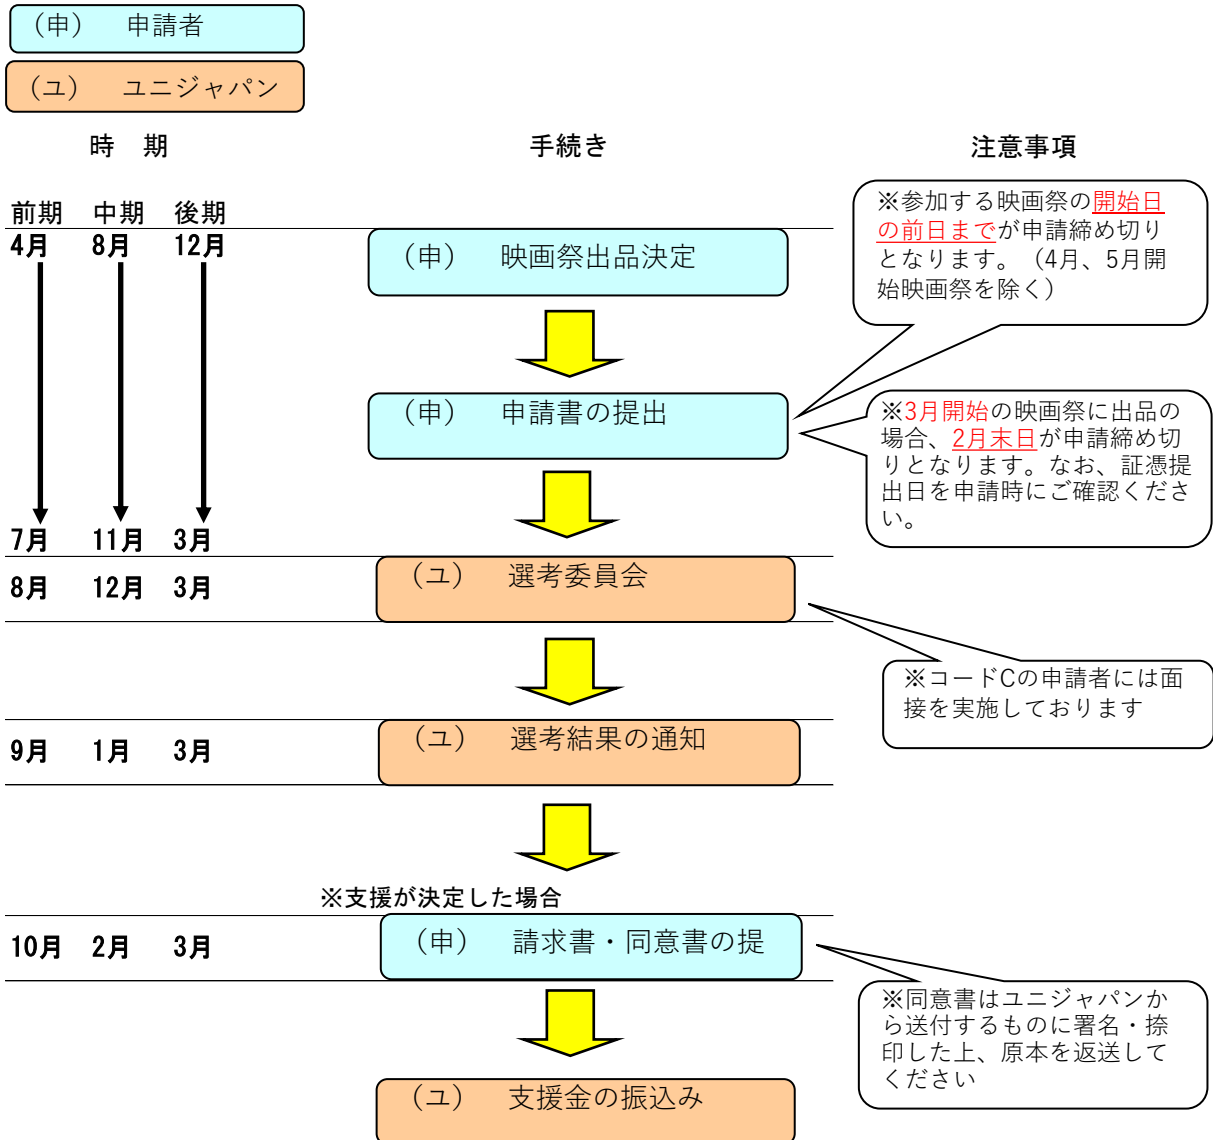 （申）　申請者
（ユ）　ユニジャパン
時　期
手続き
注意事項
前期　中期　後期
4月　8月　12月
（申）　映画祭出品決定
※参加する映画祭の開始日
の前日までが申請締め切り
となります。（4月、5月開
始映画祭を除く）
（申）　申請書の提出
※3月開始の映画祭に出品の
場合、2月末日が申請締め切
りとなります。なお、証憑提
出日を申請時にご確認くださ
い。
7月　11月　3月
8月　12月　3月
（ユ）　選考委員会
※コードCの申請者には面
接を実施しております
9月　1月　3月
（ユ）　選考結果の通知
※支援が決定した場合
10月　2月　3月
（申）　請求書・同意書の提
※同意書はユニジャパンか
ら送付するものに署名・捺
印した上、原本を返送して
ください
（ユ）　支援金の振込み